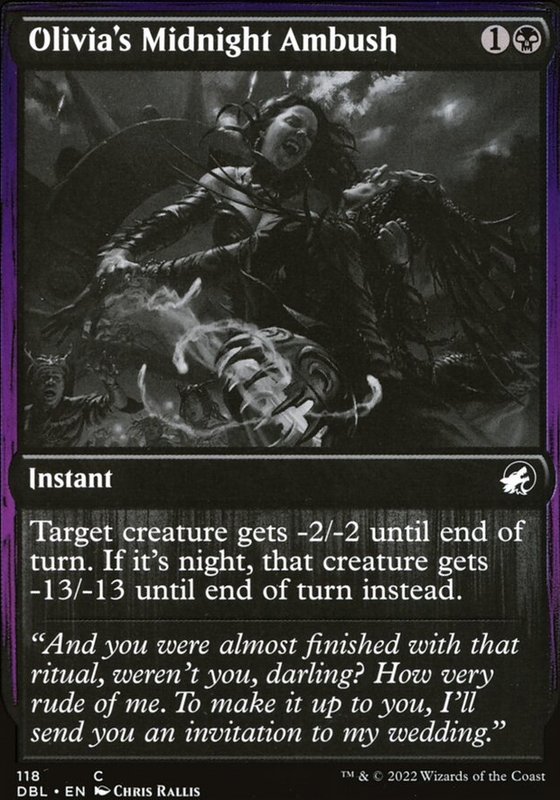 Olivia's Midnight Ambush 1
Instant
Target creature gets -2/-2 until end of
turn. If it's night, that creature gets
-13/-13 until end of turn instead.
“And you were almost finished with that
ritual, weren't you, darling? How very
rude of me. To make it up to you, I'll
send you an invitation to my wedding.”
118 C
DBL • EN Chris Rallis
™ & © 2022 Wizards of the Coast